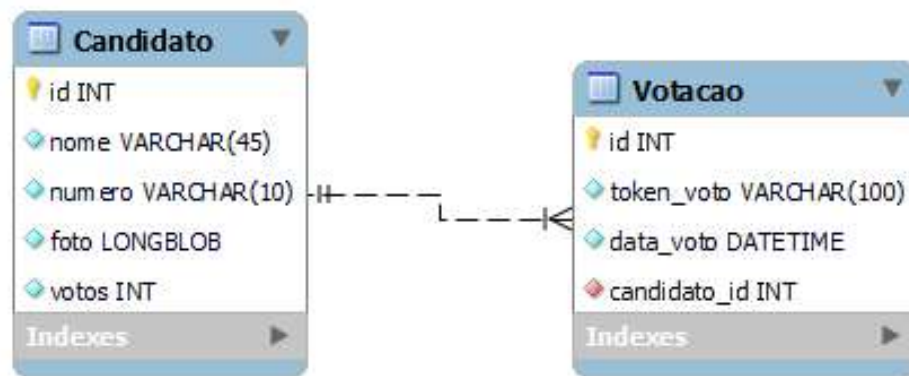 Candidato
id INT
nome VARCHAR(45)
numero VARCHAR(10)
foto LONGBLOB
votos INT
Indexes
Votacao
id INT
token_voto VARCHAR(100)
data_voto DATETIME
candidato_id INT
Indexes